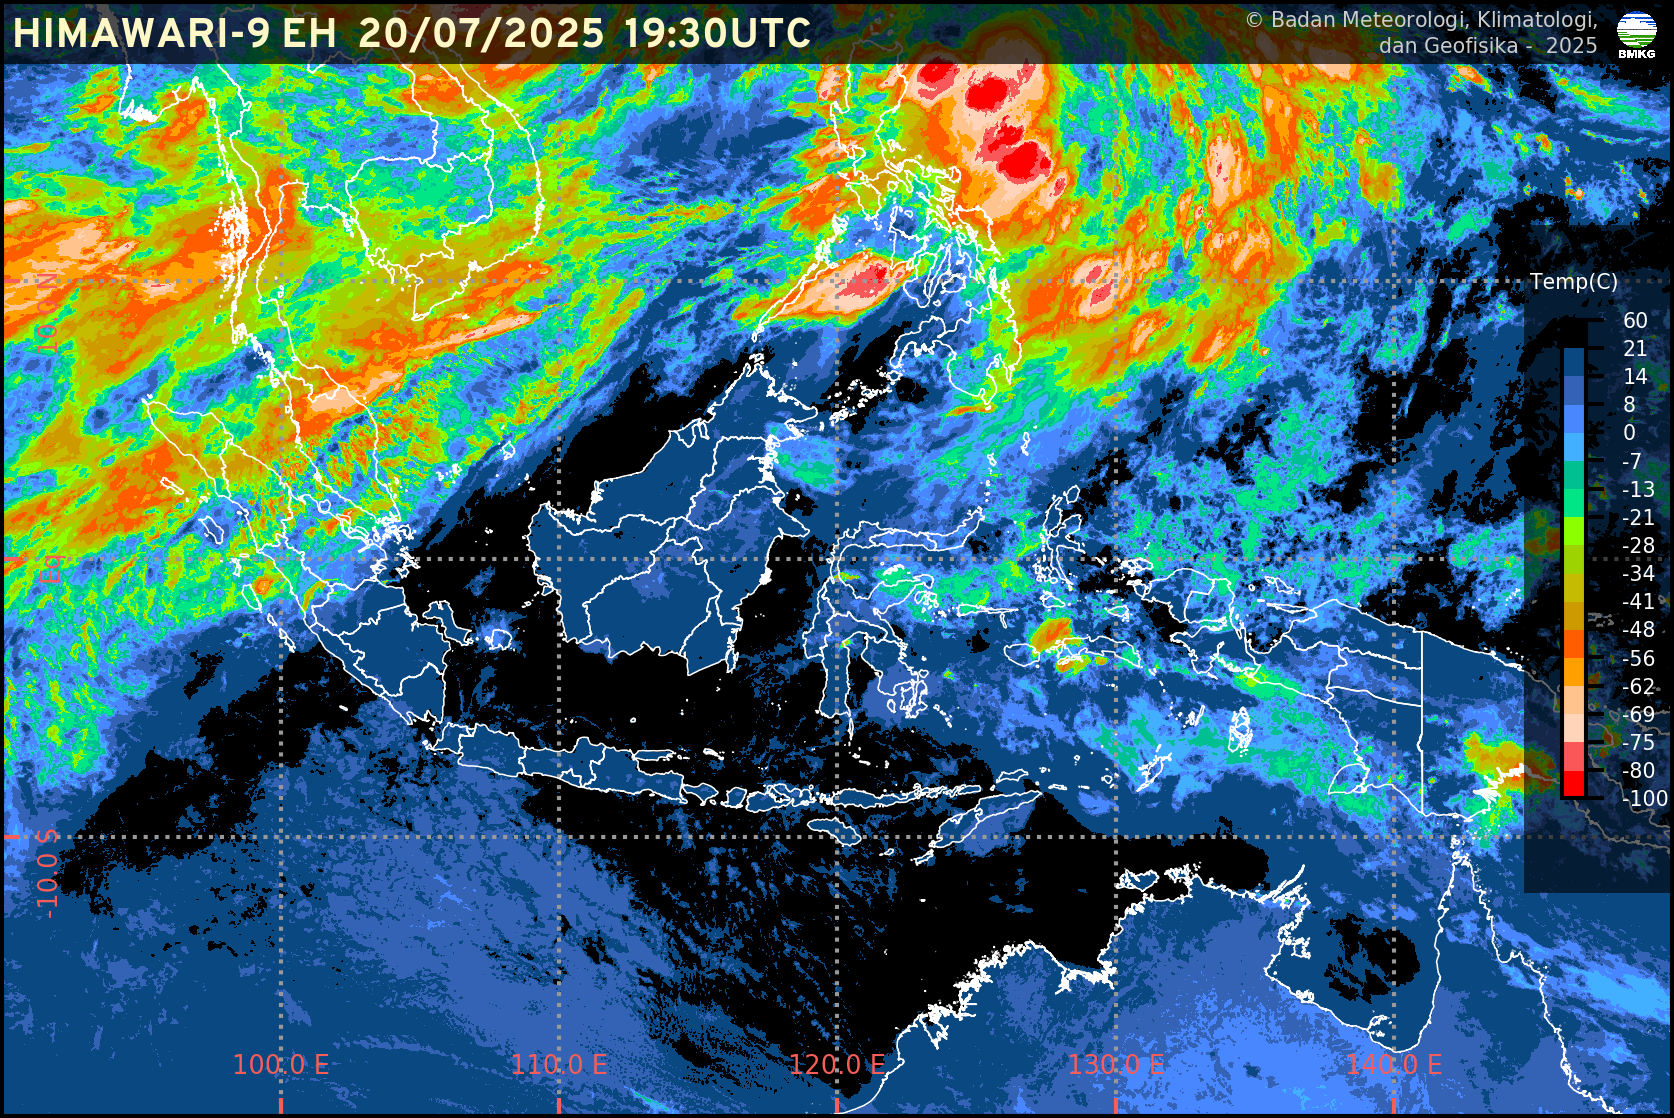 HIMAWARI-9 EH 20/07/2025 19:30UTC
© Badan Meteorologi, Klimatologi,
dan Geofisika - 2025
BMKG
Temp(C)
60
21
14
8
0
-7
-13
-21
-28
-34
-41
-48
-56
-62
-69
-75
-80
-100
10.0 N
Eq
-10.0 S
100.0 E
110.0 E
120.0 E
130.0 E
140.0 E